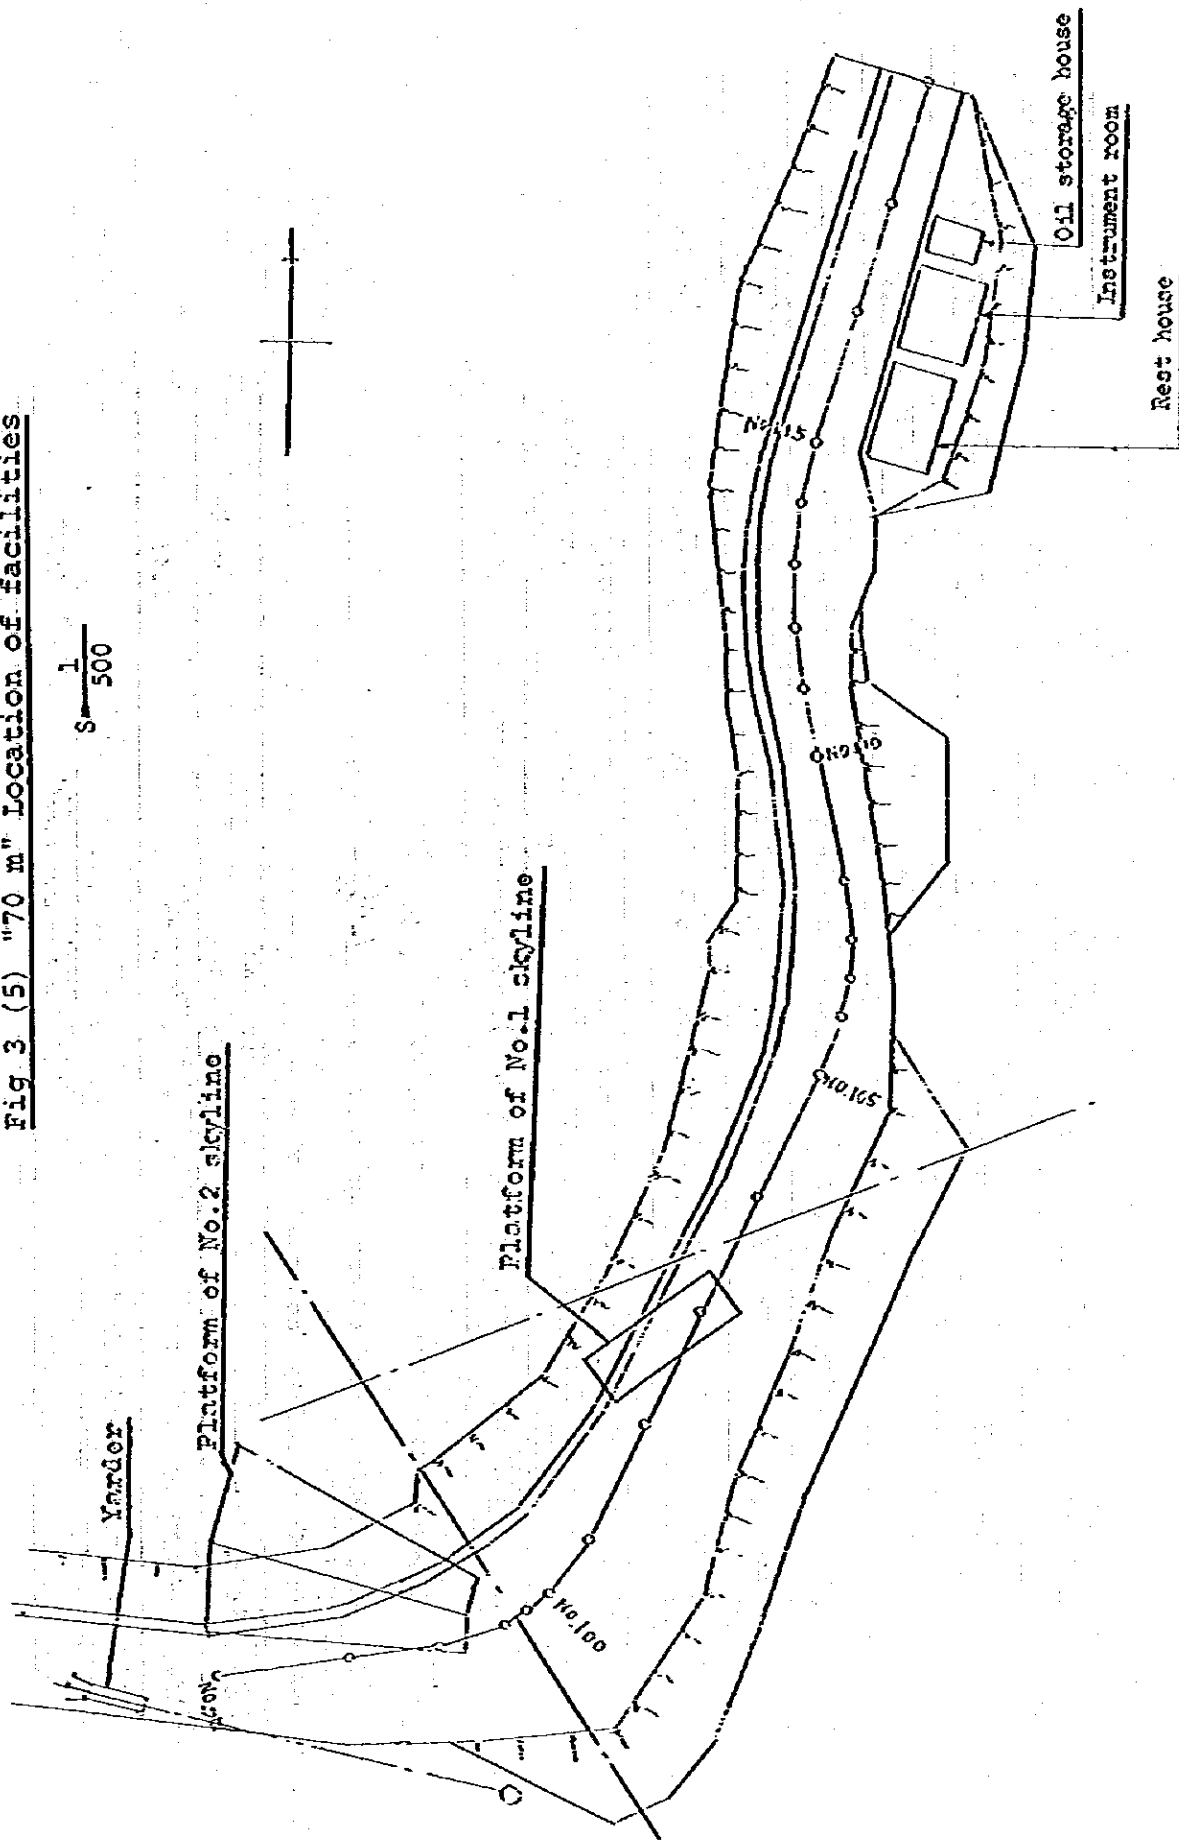 Fig 3 (5) "70 m" Location of facilities
S= 1/500
Yarder
Platform of No.2 skyline
Platform of No.1 skyline
No.100
No.105
No.110
No.115
Oil storage house
Instrument room
Rest house